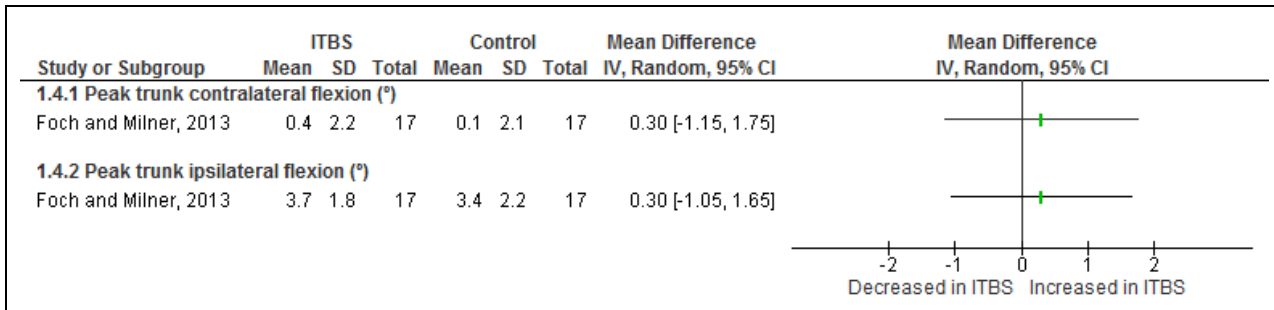 ITBS Control Mean Difference Mean Difference
Study or Subgroup Mean SD Total Mean SD Total IV, Random, 95% CI IV, Random, 95% CI
1.4.1 Peak trunk contralateral flexion (º)
Foch and Milner, 2013 0.4 2.2 17 0.1 2.1 17 0.30 [-1.15, 1.75]
1.4.2 Peak trunk ipsilateral flexion (º)
Foch and Milner, 2013 3.7 1.8 17 3.4 2.2 17 0.30 [-1.05, 1.65]
-2 -1 0 1 2
Decreased in ITBS Increased in ITBS